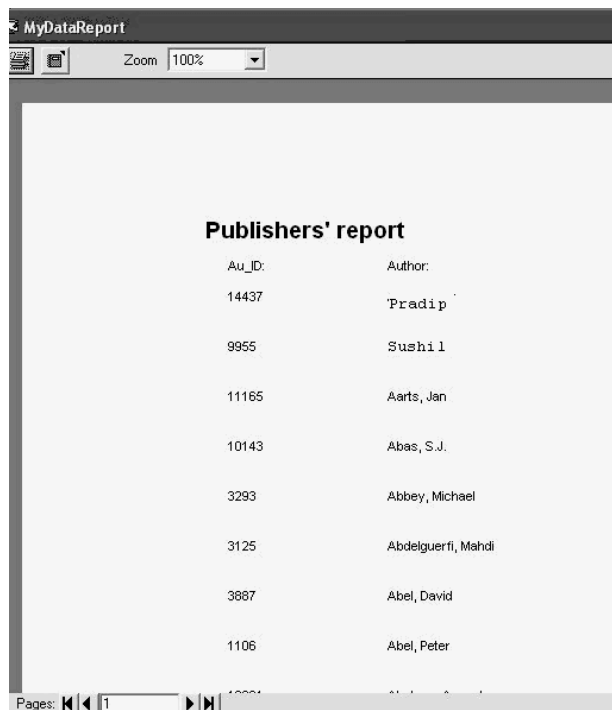 MyDataReport
Zoom 100%
Publishers' report
Au_ID: Author:
14437 'Pradip '
9955 Sushil
11165 Aarts, Jan
10143 Abas, S.J.
3293 Abbey, Michael
3125 Abdelguerfi, Mahdi
3887 Abel, David
1106 Abel, Peter
Pages: 1